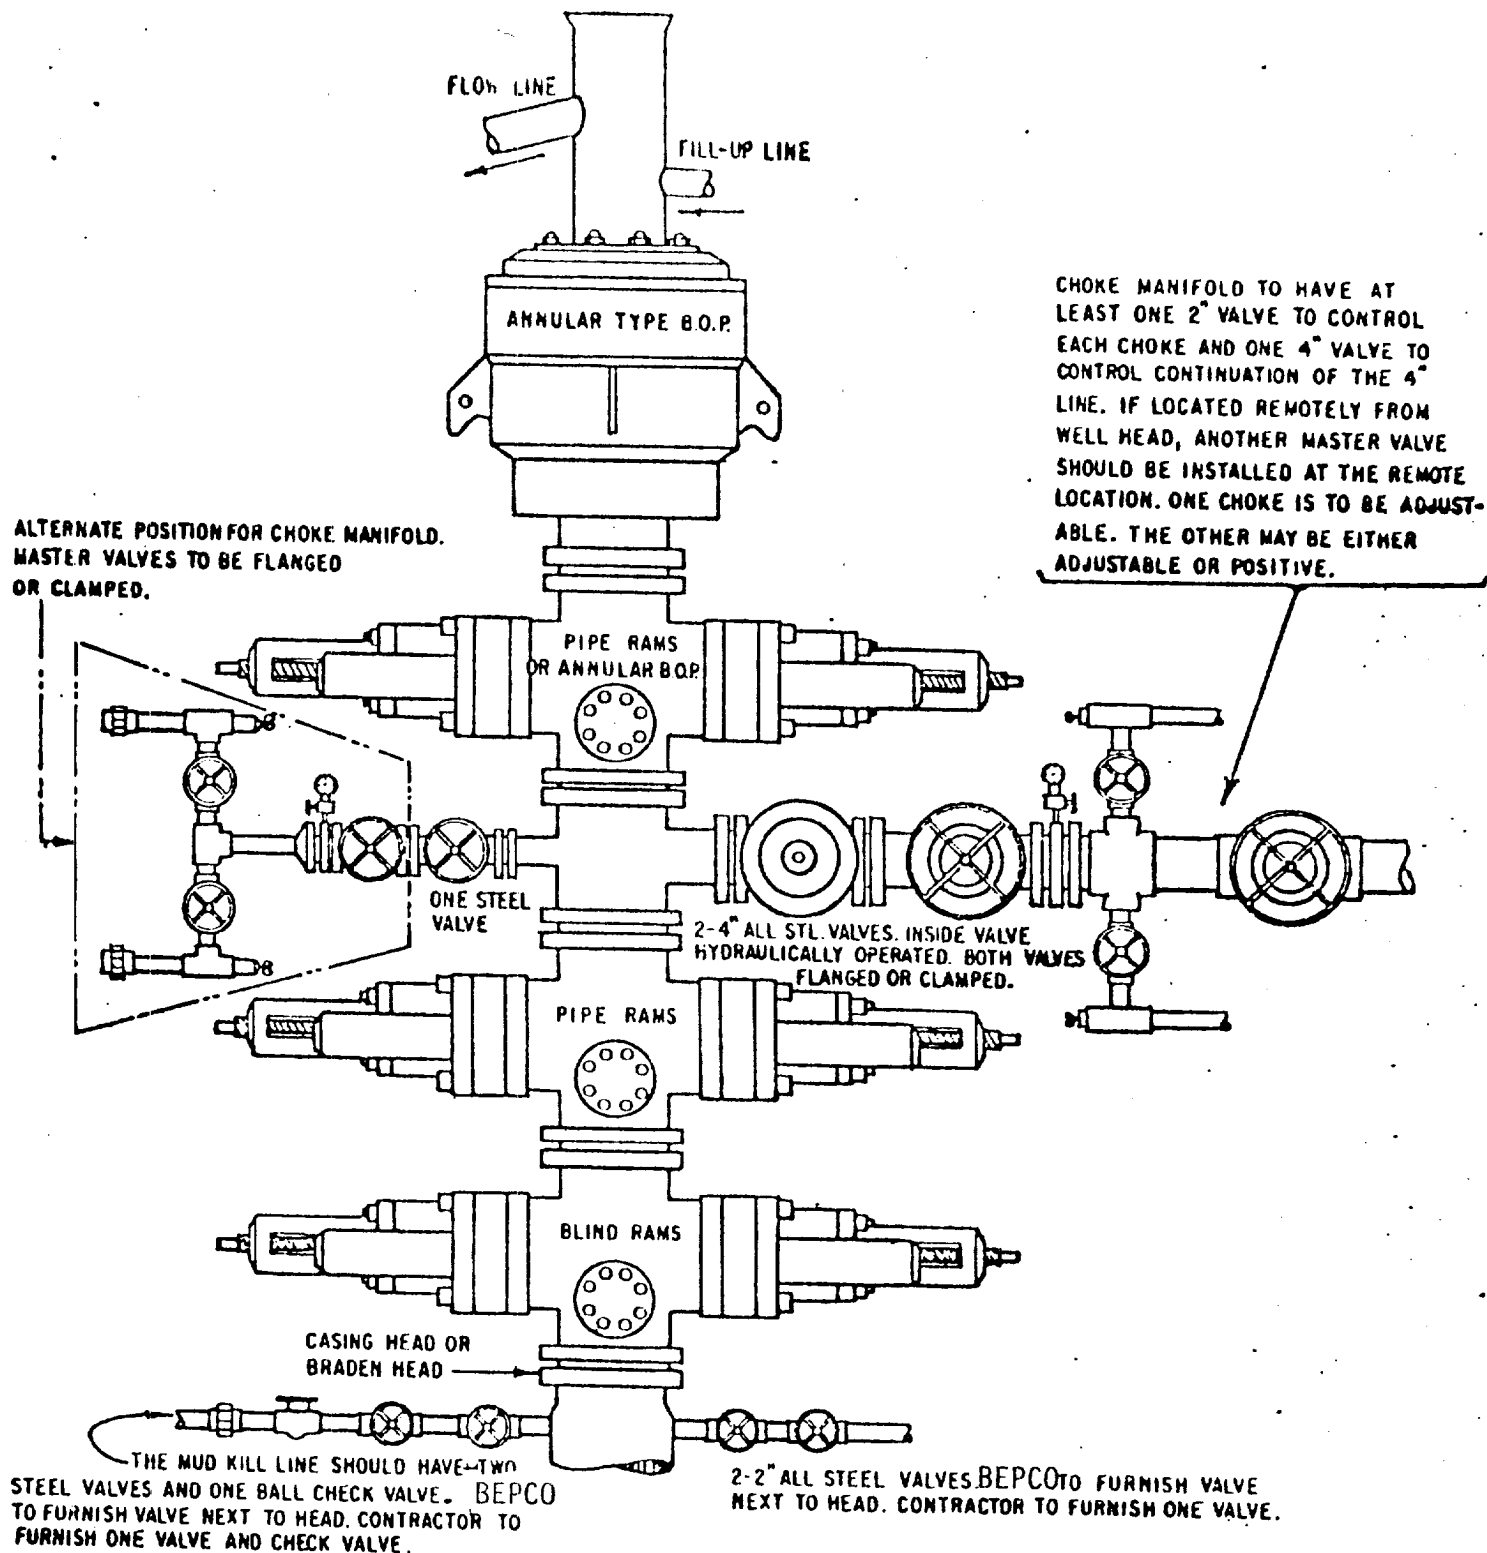 FLOW LINE
FILL-UP LINE
ANNULAR TYPE B.O.P.
CHOKE MANIFOLD TO HAVE AT
LEAST ONE 2" VALVE TO CONTROL
EACH CHOKE AND ONE 4" VALVE TO
CONTROL CONTINUATION OF THE 4"
LINE. IF LOCATED REMOTELY FROM
WELL HEAD, ANOTHER MASTER VALVE
SHOULD BE INSTALLED AT THE REMOTE
LOCATION. ONE CHOKE IS TO BE ADJUST-
ABLE. THE OTHER MAY BE EITHER
ADJUSTABLE OR POSITIVE.
ALTERNATE POSITION FOR CHOKE MANIFOLD.
MASTER VALVES TO BE FLANGED
OR CLAMPED.
PIPE RAMS
OR ANNULAR B.O.P.
ONE STEEL
VALVE
2-4" ALL STL. VALVES. INSIDE VALVE
HYDRAULICALLY OPERATED. BOTH VALVES
FLANGED OR CLAMPED.
PIPE RAMS
BLIND RAMS
CASING HEAD OR
BRADEN HEAD
THE MUD KILL LINE SHOULD HAVE TWO
STEEL VALVES AND ONE BALL CHECK VALVE. BEPCO
TO FURNISH VALVE NEXT TO HEAD. CONTRACTOR TO
FURNISH ONE VALVE AND CHECK VALVE.
2-2" ALL STEEL VALVES. BEPCO TO FURNISH VALVE
NEXT TO HEAD. CONTRACTOR TO FURNISH ONE VALVE.